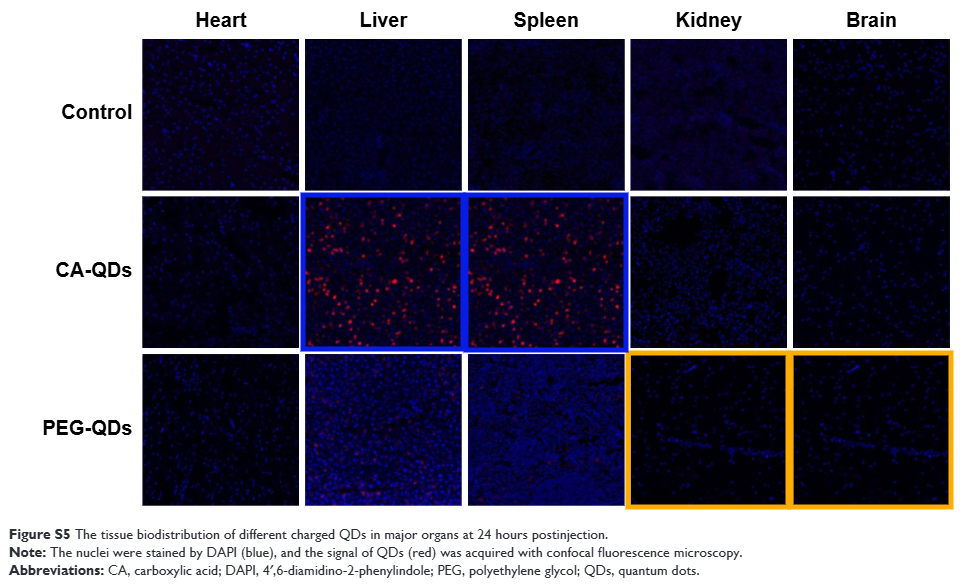 Heart Liver Spleen Kidney Brain
Control
CA-QDs
PEG-QDs
Figure S5 The tissue biodistribution of different charged QDs in major organs at 24 hours postinjection.
Note: The nuclei were stained by DAPI (blue), and the signal of QDs (red) was acquired with confocal fluorescence microscopy.
Abbreviations: CA, carboxylic acid; DAPI, 4′,6-diamidino-2-phenylindole; PEG, polyethylene glycol; QDs, quantum dots.